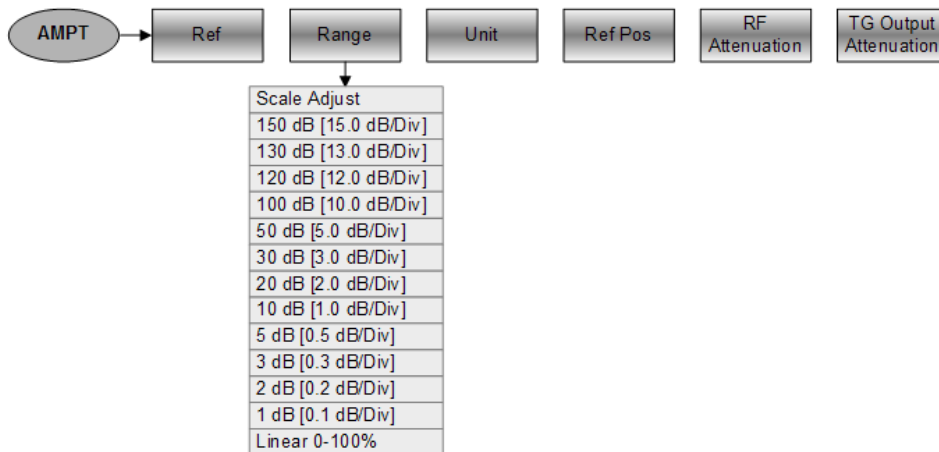 AMPT
Ref
Range
Unit
Ref Pos
RF
Attenuation
TG Output
Attenuation
Scale Adjust
150 dB [15.0 dB/Div]
130 dB [13.0 dB/Div]
120 dB [12.0 dB/Div]
100 dB [10.0 dB/Div]
50 dB [5.0 dB/Div]
30 dB [3.0 dB/Div]
20 dB [2.0 dB/Div]
10 dB [1.0 dB/Div]
5 dB [0.5 dB/Div]
3 dB [0.3 dB/Div]
2 dB [0.2 dB/Div]
1 dB [0.1 dB/Div]
Linear 0-100%